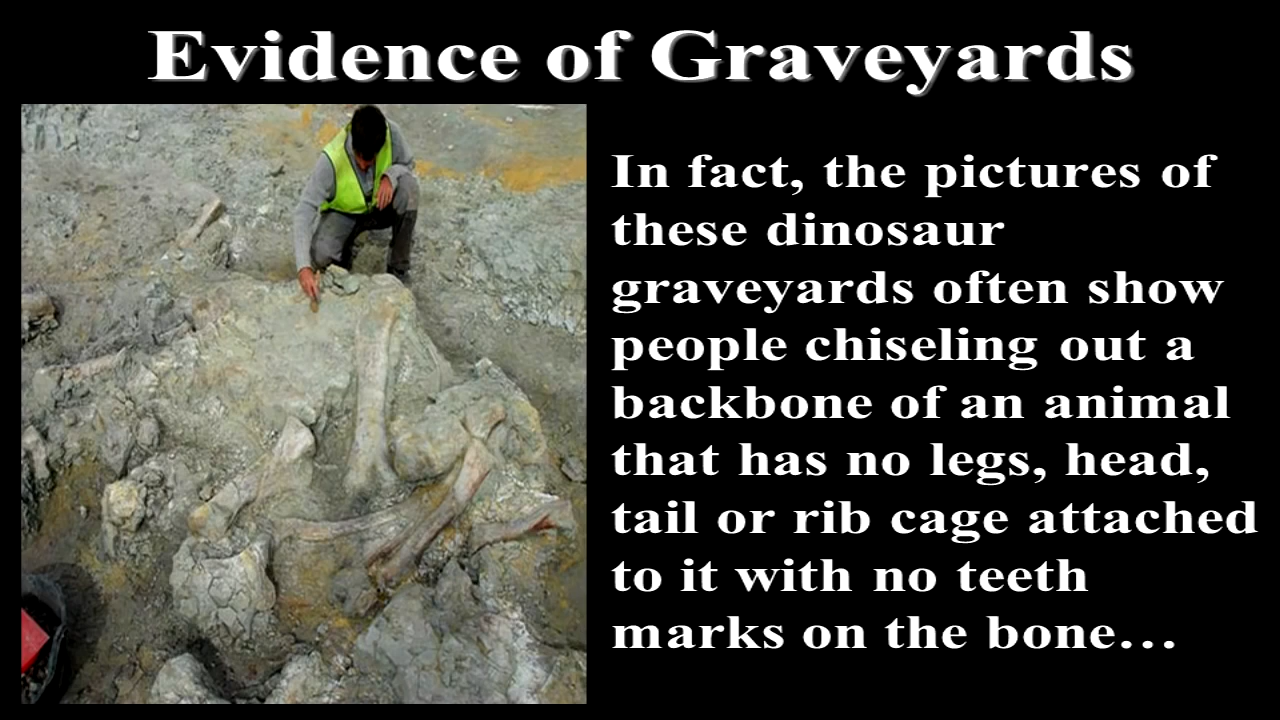 Evidence of Graveyards
In fact, the pictures of
these dinosaur
graveyards often show
people chiseling out a
backbone of an animal
that has no legs, head,
tail or rib cage attached
to it with no teeth
marks on the bone…